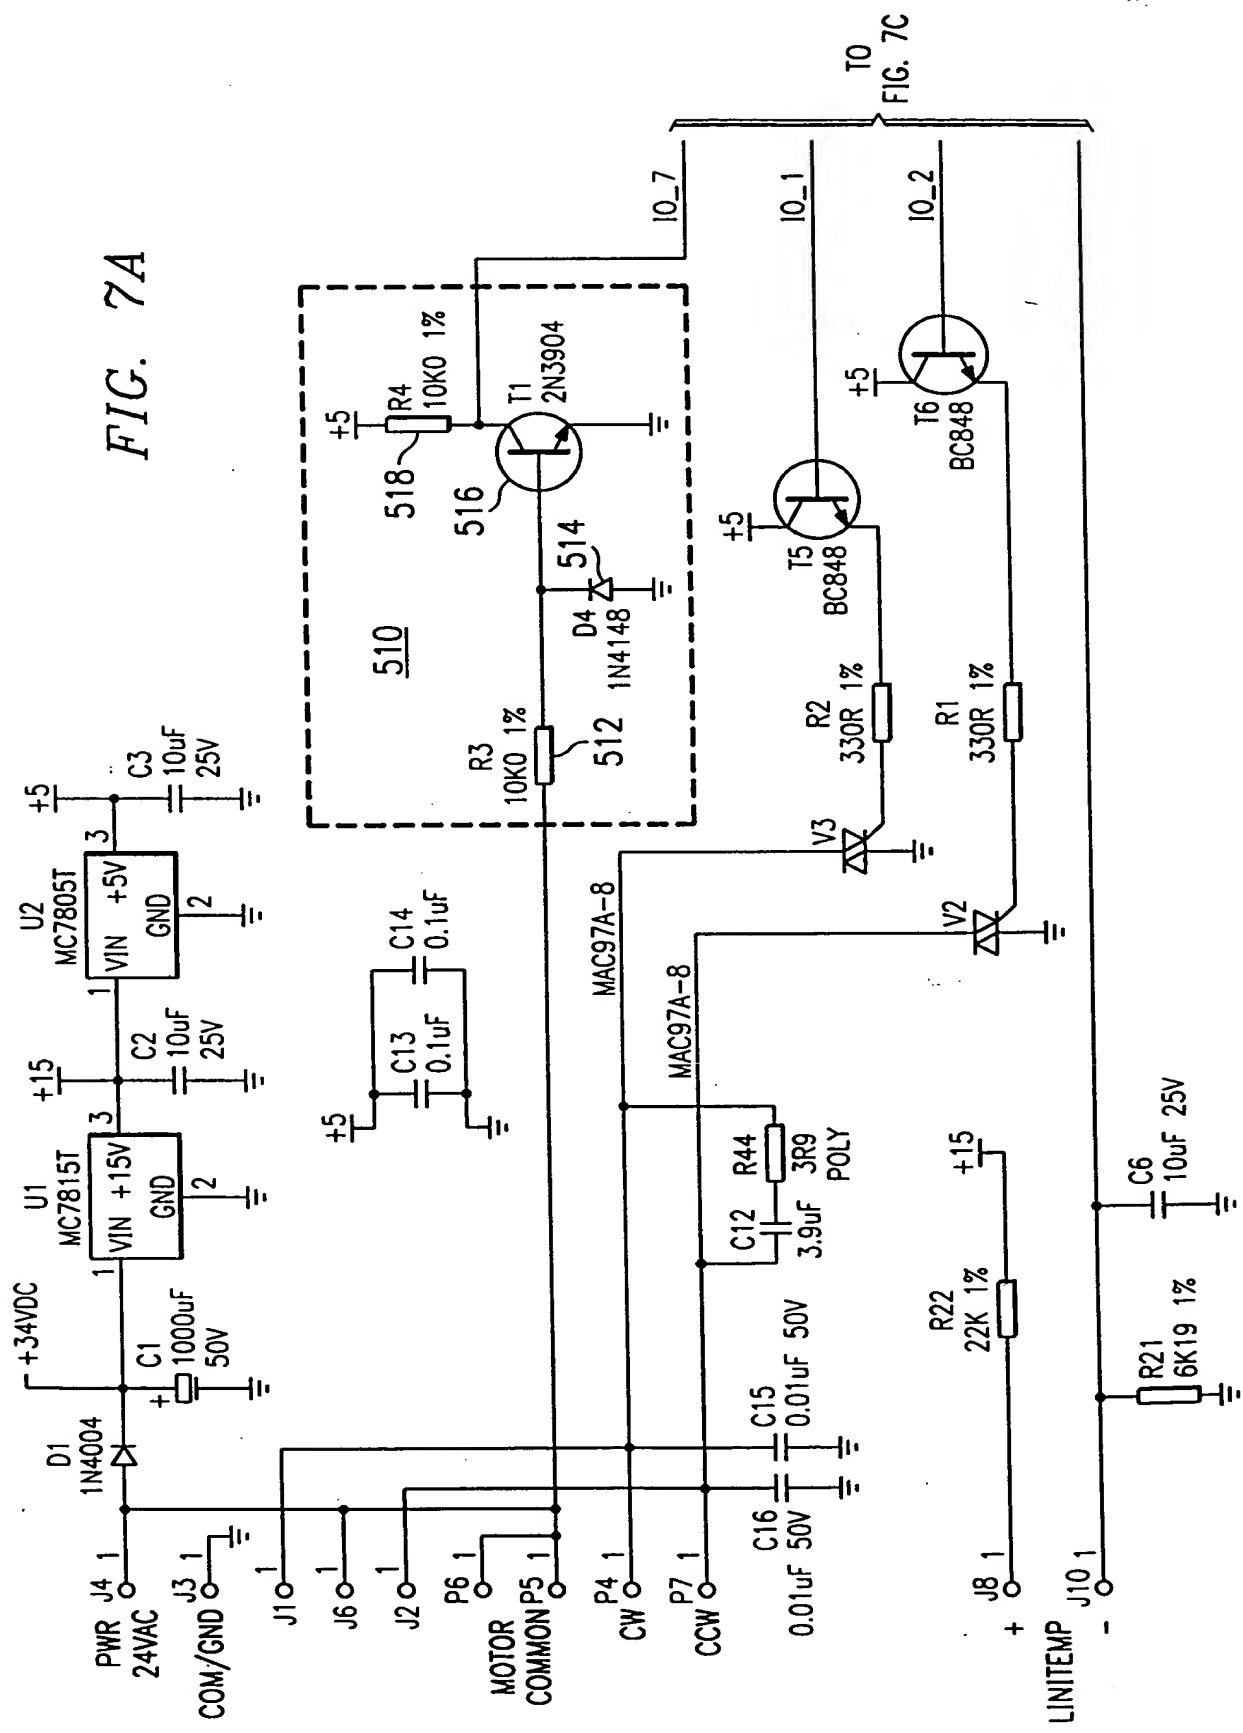 FIG. 7A
+34VDC
D1
1N4004
C1
1000uF
50V
+
1
U1
MC7815T
VIN +15V
GND
2
3
+15
C2
10uF
25V
1
U2
MC7805T
VIN +5V
GND
2
3
+5
C3
10uF
25V
PWR
24VAC
J4 1
COM/GND
J3 1
J1 1
J6 1
J2 1
P6 1
MOTOR
COMMON
P5 1
CW
P4 1
CCW
P7 1
+5
C13
0.1uF
C14
0.1uF
510
R3
10K0 1%
512
D4
1N4148
514
516
518
+5
R4
10K0 1%
T1
2N3904
IO_7
MAC97A-8
MAC97A-8
V3
V2
R2
330R 1%
R1
330R 1%
+5
T5
BC848
IO_1
+5
T6
BC848
IO_2
TO
FIG. 7C
C12
3.9uF
R44
3R9
POLY
C15
0.01uF 50V
C16
0.01uF 50V
LINITEMP
+
J8 1
-
J10 1
R22
22K 1%
+15
R21
6K19 1%
C6
10uF 25V